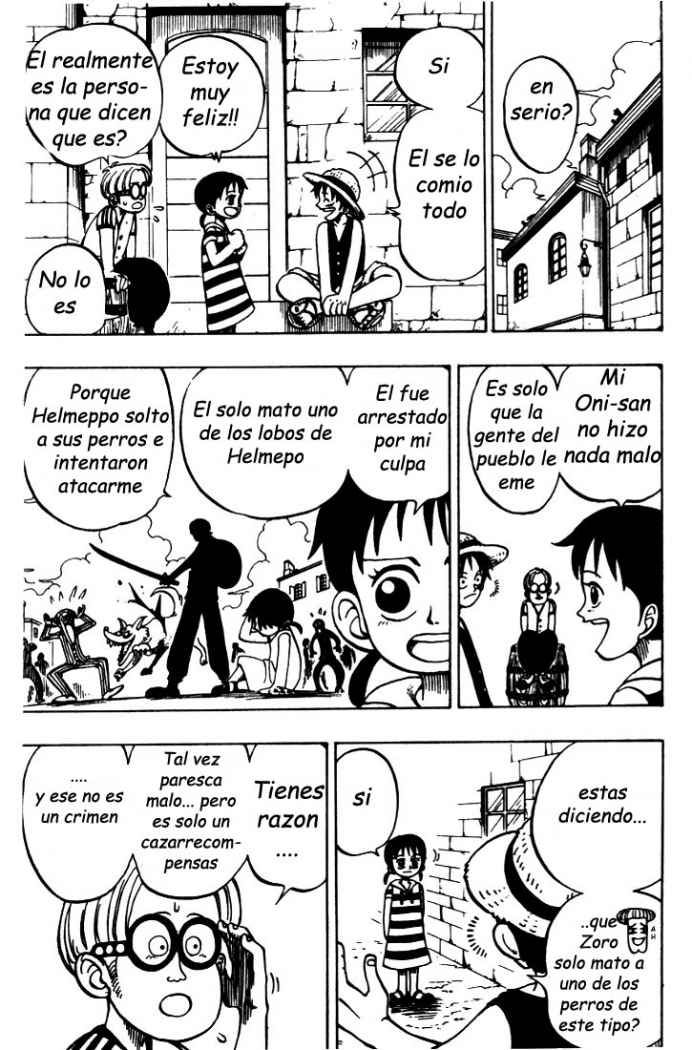 en
serio?
Si
El se lo
comio
todo
Estoy
muy
feliz!!
El realmente
es la perso-
na que dicen
que es?
No lo
es
Mi
Oni-san
no hizo
nada malo
Es solo
que la
gente del
pueblo le
eme
El fue
arrestado
por mi
culpa
El solo mato uno
de los lobos de
Helmepo
Porque
Helmeppo solto
a sus perros e
intentaron
atacarme
estas
diciendo...
..que
Zoro
solo mato a
uno de los
perros de
este tipo?
AH
si
Tienes
razon
....
Tal vez
paresca
malo... pero
es solo un
cazarrecom-
pensas
....
y ese no es
un crimen